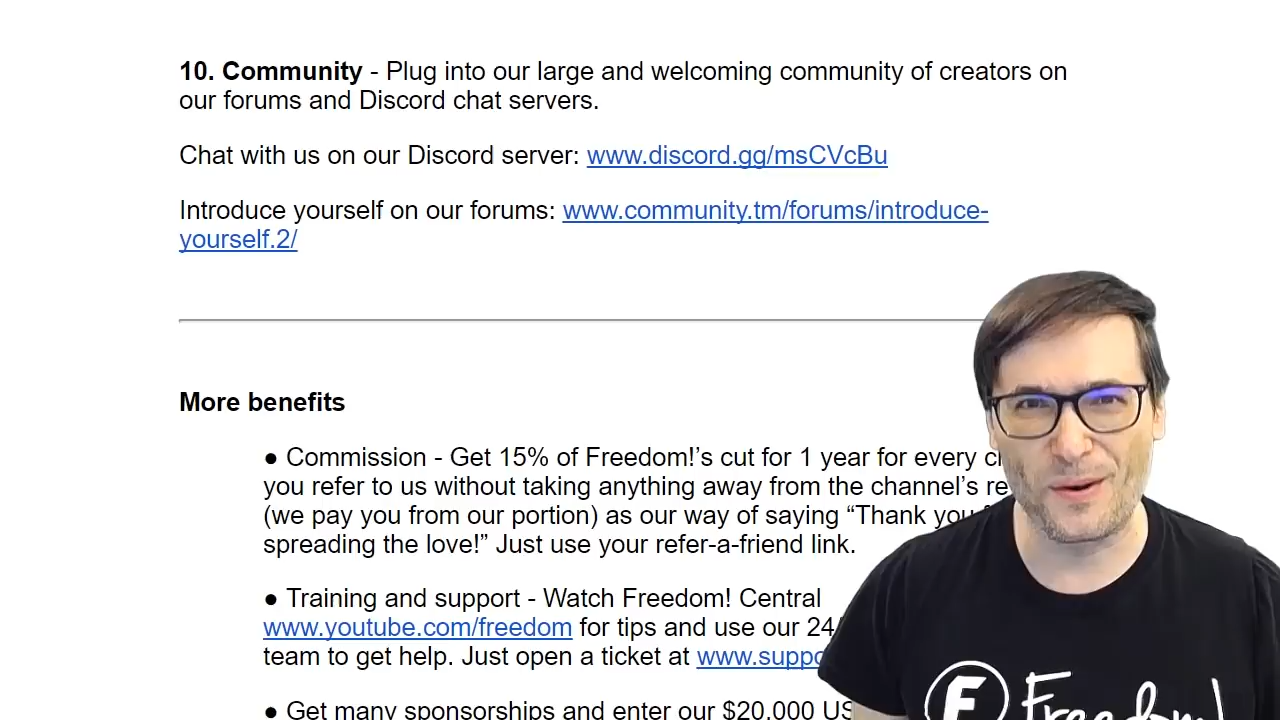 10. Community - Plug into our large and welcoming community of creators on
our forums and Discord chat servers.
Chat with us on our Discord server: www.discord.gg/msCVcBu
Introduce yourself on our forums: www.community.tm/forums/introduce-
yourself.2/
More benefits
● Commission - Get 15% of Freedom!’s cut for 1 year for every
you refer to us without taking anything away from the channel’s
(we pay you from our portion) as our way of saying “Thank you
spreading the love!” Just use your refer-a-friend link.
● Training and support - Watch Freedom! Central
www.youtube.com/freedom for tips and use our
team to get help. Just open a ticket at
● Get many sponsorships and enter our $20,000
F Freedom!